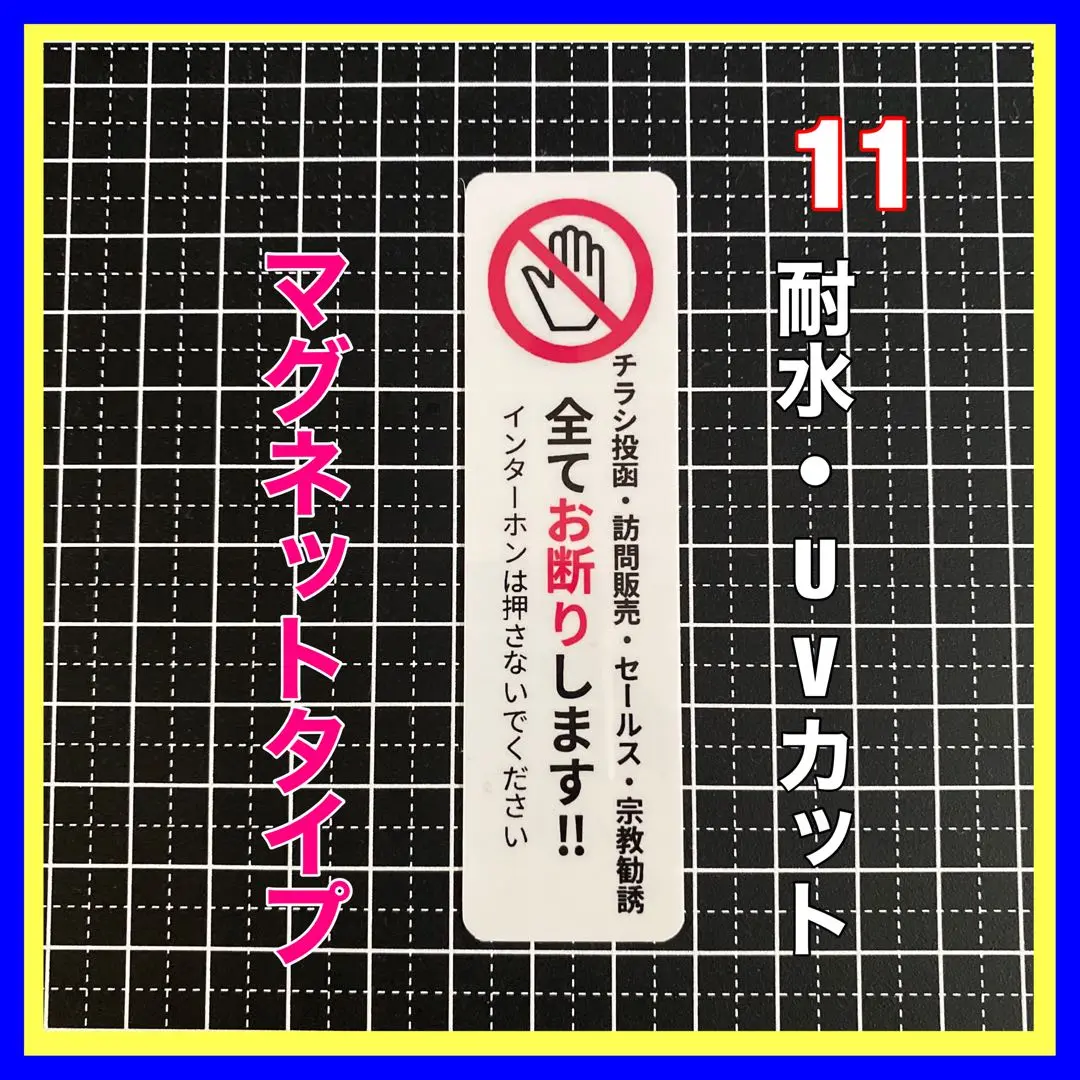 11
耐水・UVカット
チラシ投函・訪問販売・セールス・宗教勧誘
全てお断りします!!
インターホンは押さないでください
マグネットタイプ